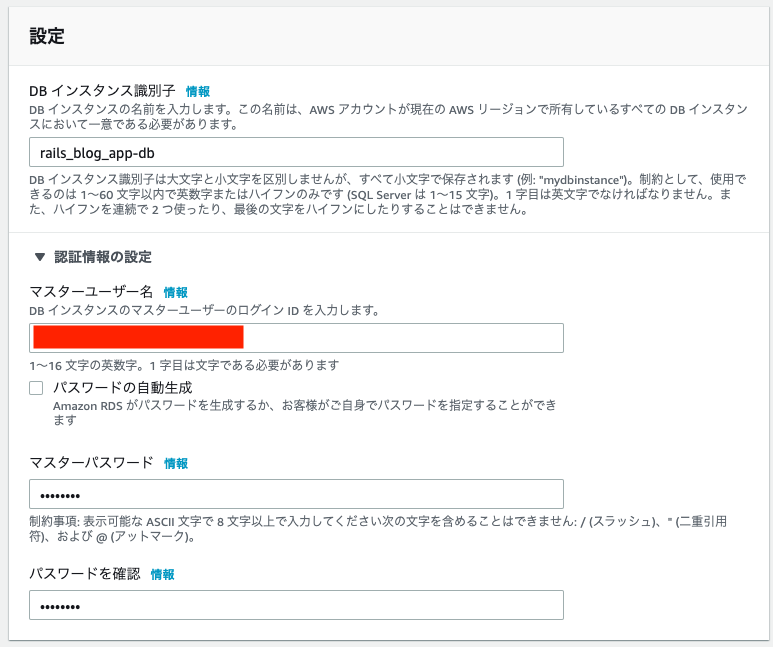 設定
DB インスタンス識別子 情報
DB インスタンスの名前を入力します。この名前は、AWS アカウントが現在の AWS リージョンで所有しているすべての DB インスタン
スにおいて一意である必要があります。
rails_blog_app-db
DB インスタンス識別子は大文字と小文字を区別しませんが、すべて小文字で保存されます (例: "mydbinstance")。制約として、使用で
きるのは 1〜60 文字以内で英数字またはハイフンのみです (SQL Server は 1〜15 文字)。1 字目は英文字でなければなりません。ま
た、ハイフンを連続で 2 つ使ったり、最後の文字をハイフンにしたりすることはできません。
▼ 認証情報の設定
マスターユーザー名 情報
DB インスタンスのマスターユーザーのログイン ID を入力します。
1〜16 文字の英数字。1 字目は文字である必要があります
パスワードの自動生成
Amazon RDS がパスワードを生成するか、お客様がご自身でパスワードを指定することができ
ます
マスターパスワード 情報
••••••••
制約事項: 表示可能な ASCII 文字で 8 文字以上で入力してください次の文字を含めることはできません: / (スラッシュ)、" (二重引用
符)、および @ (アットマーク)。
パスワードを確認 情報
••••••••